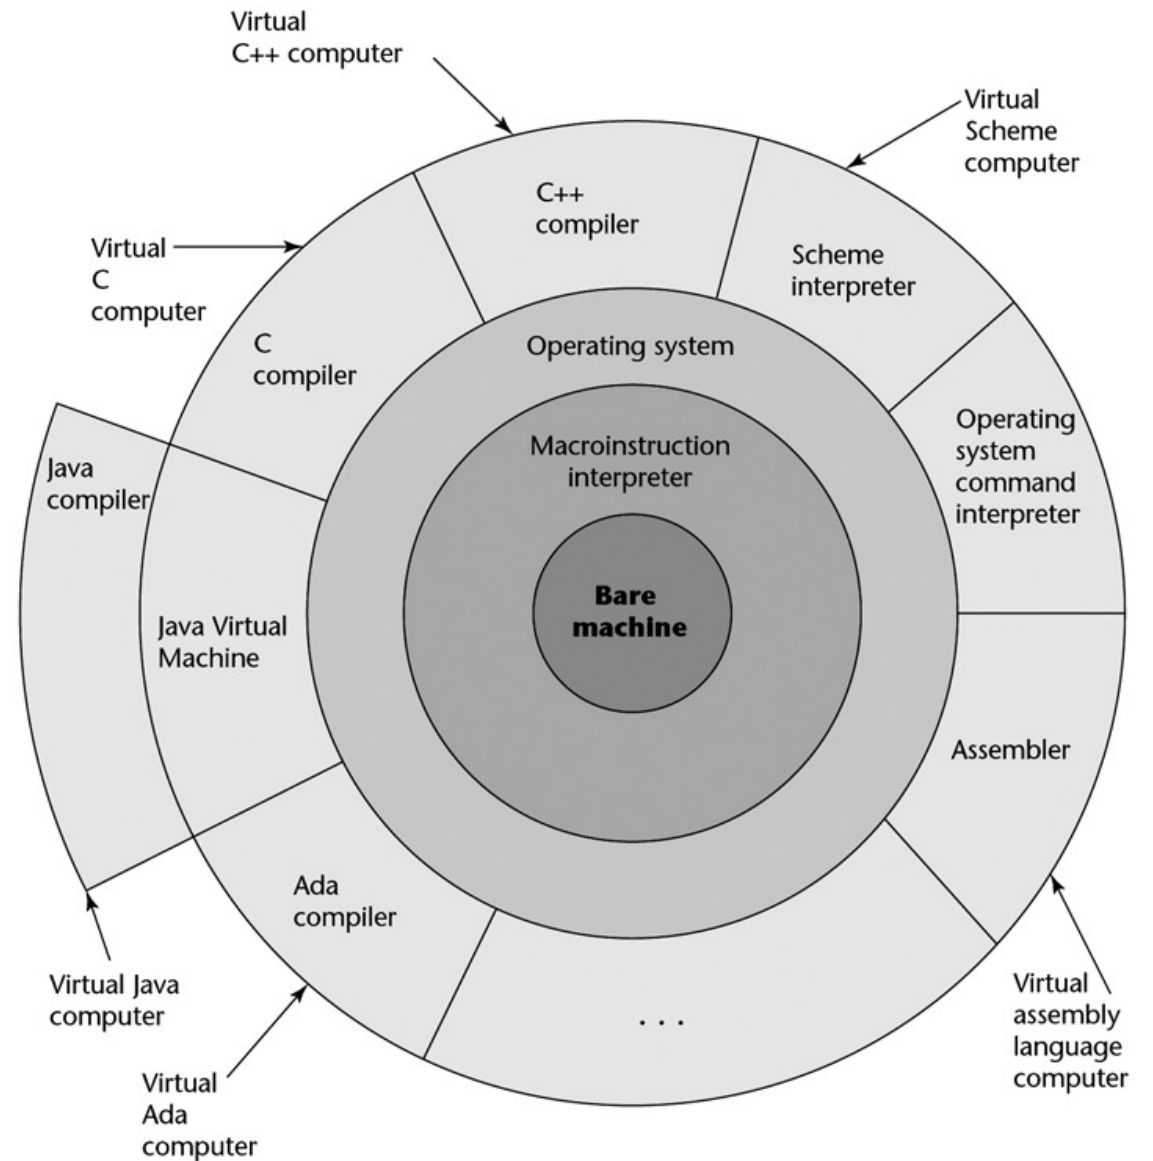 Virtual
C++ computer
Virtual
Scheme
computer
C++
compiler
Scheme
interpreter
Virtual
C
computer
C
compiler
Operating system
Operating
system
command
interpreter
Macroinstruction
interpreter
Java
compiler
Bare
machine
Java Virtual
Machine
Assembler
Ada
compiler
Virtual Java
computer
. . .
Virtual
assembly
language
computer
Virtual
Ada
computer